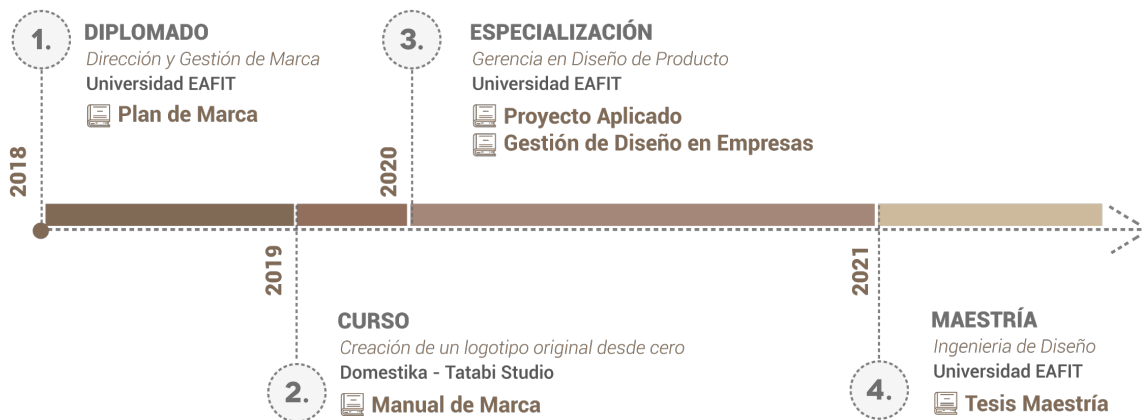 1.
DIPLOMADO
Dirección y Gestión de Marca
Universidad EAFIT
Plan de Marca
2018
3.
ESPECIALIZACIÓN
Gerencia en Diseño de Producto
Universidad EAFIT
Proyecto Aplicado
Gestión de Diseño en Empresas
2020
2019
2.
CURSO
Creación de un logotipo original desde cero
Domestika - Tatabi Studio
Manual de Marca
2021
4.
MAESTRÍA
Ingenieria de Diseño
Universidad EAFIT
Tesis Maestría